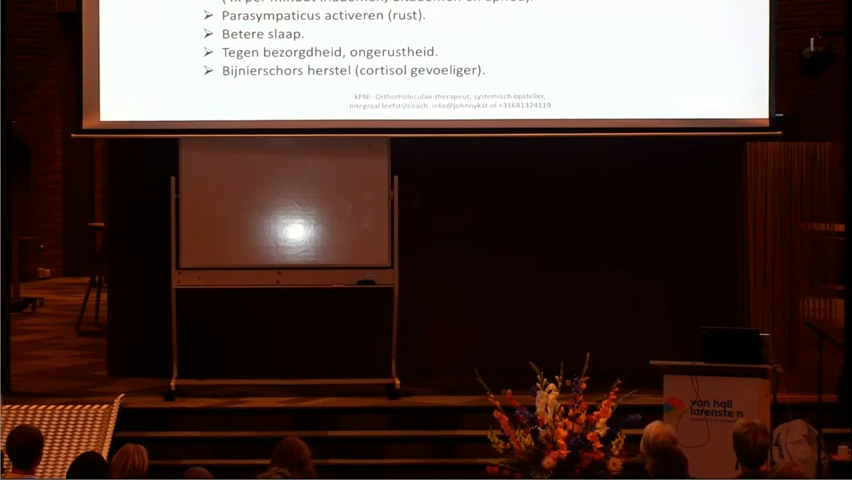 Parasympaticus activeren (rust).
Betere slaap.
Tegen bezorgdheid, ongerustheid.
Bijnierschors herstel (cortisol gevoeliger).
kPNI- Orthomoleculair therapeut, systemisch opsteller,
Integraal leefstijlcoach info@johnnykat.nl +31681324119
van hall
larenstein